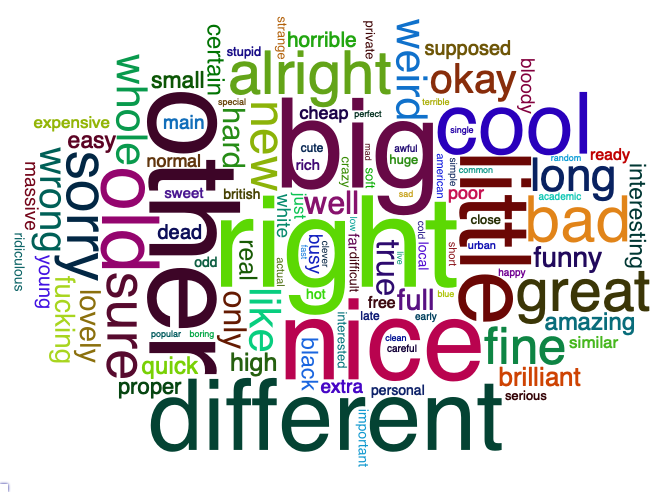 strange
private
certain
stupid
horrible
weird
supposed
alright
okay
bloody
small
whole
special
terrible
expensive
main
new
big
cheap
perfect
cool
easy
hard
cute
mad
awful
single
normal
other
rich
huge
random
ready
wrong
sorry
crazy
soft
american
simple
common
massive
old
sweet
british
sad
poor
little
long
academic
interesting
just
well
white
low
cold
local
close
bad
dead
right
ridiculous
young
odd
real
actual
busy
clever
fast
far
difficult
true
live
short
urban
funny
happy
fucking
lovely
sure
only
like
hot
free
full
blue
great
late
early
amazing
popular
boring
nice
interested
clean
careful
fine
similar
quick
high
black
proper
extra
personal
brilliant
serious
different
important